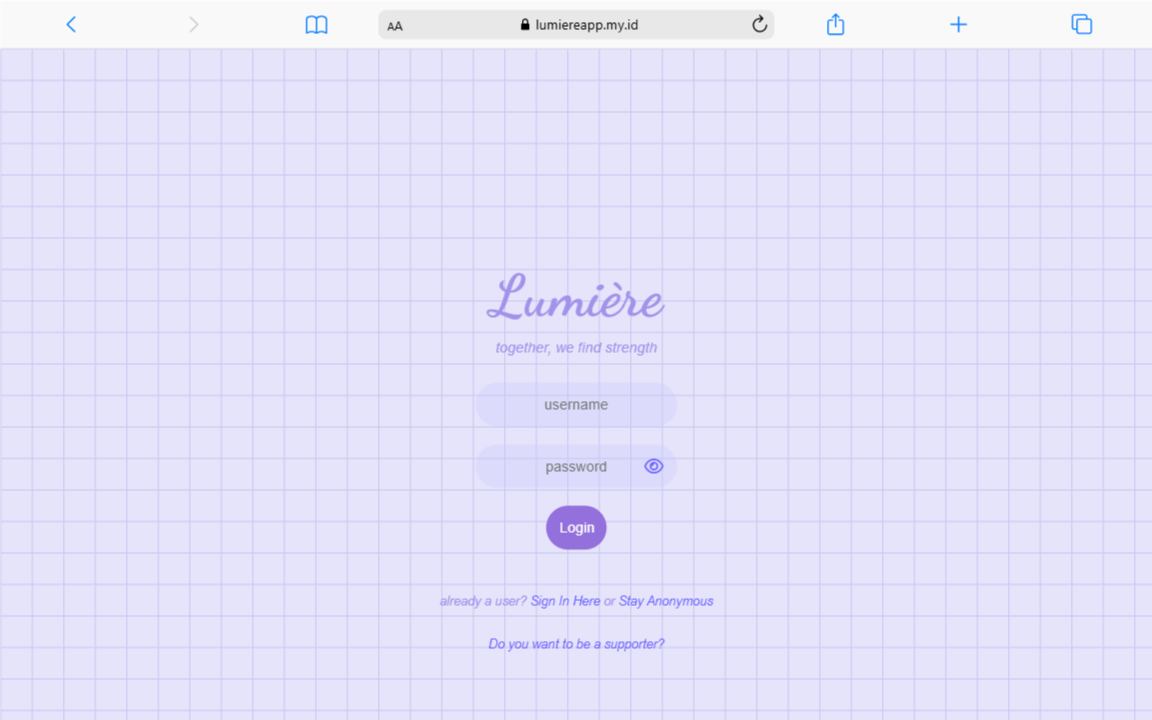 AA lumiereapp.my.id
Lumière
together, we find strength
username
password
Login
already a user? Sign In Here or Stay Anonymous
Do you want to be a supporter?